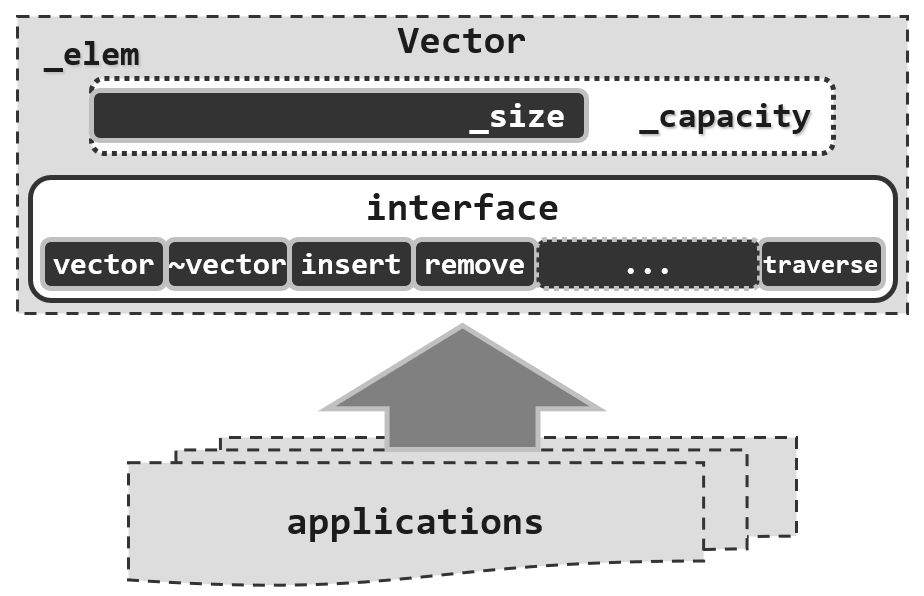 Vector
_elem
_size _capacity
interface
vector ~vector insert remove ... traverse
applications